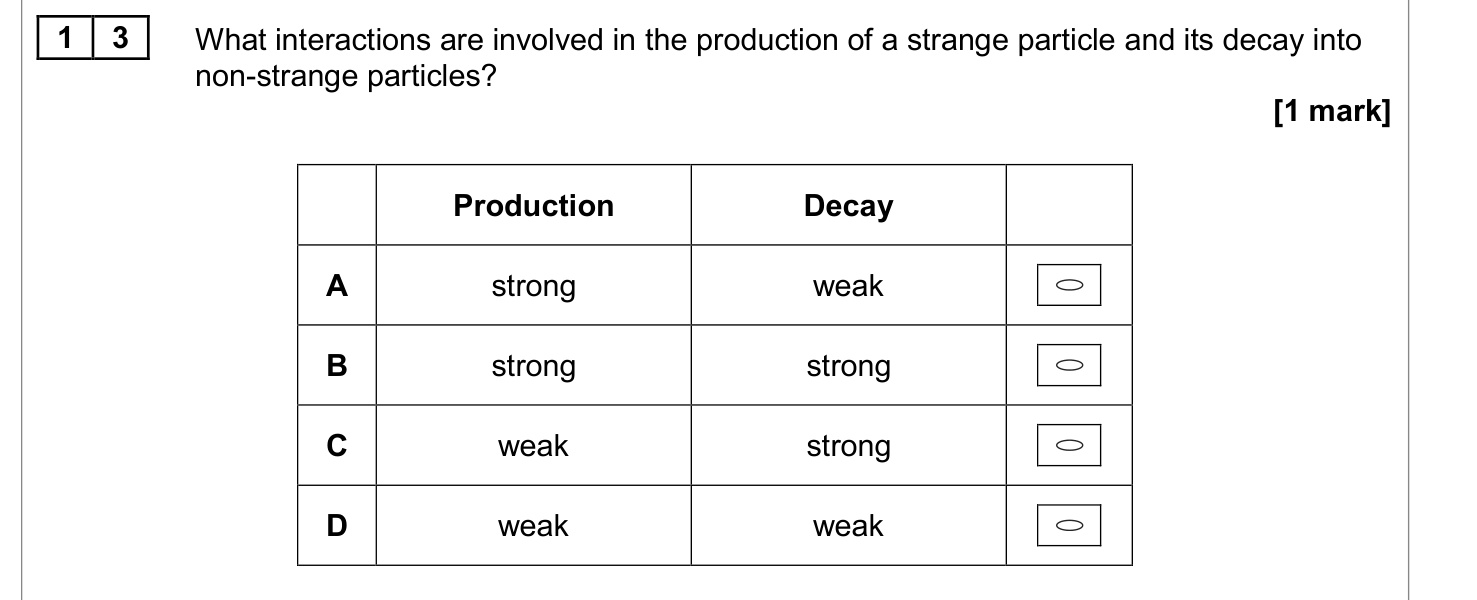 1 3 What interactions are involved in the production of a strange particle and its decay into
non-strange particles?
[1 mark]
Production Decay
A strong weak
B strong strong
C weak strong
D weak weak